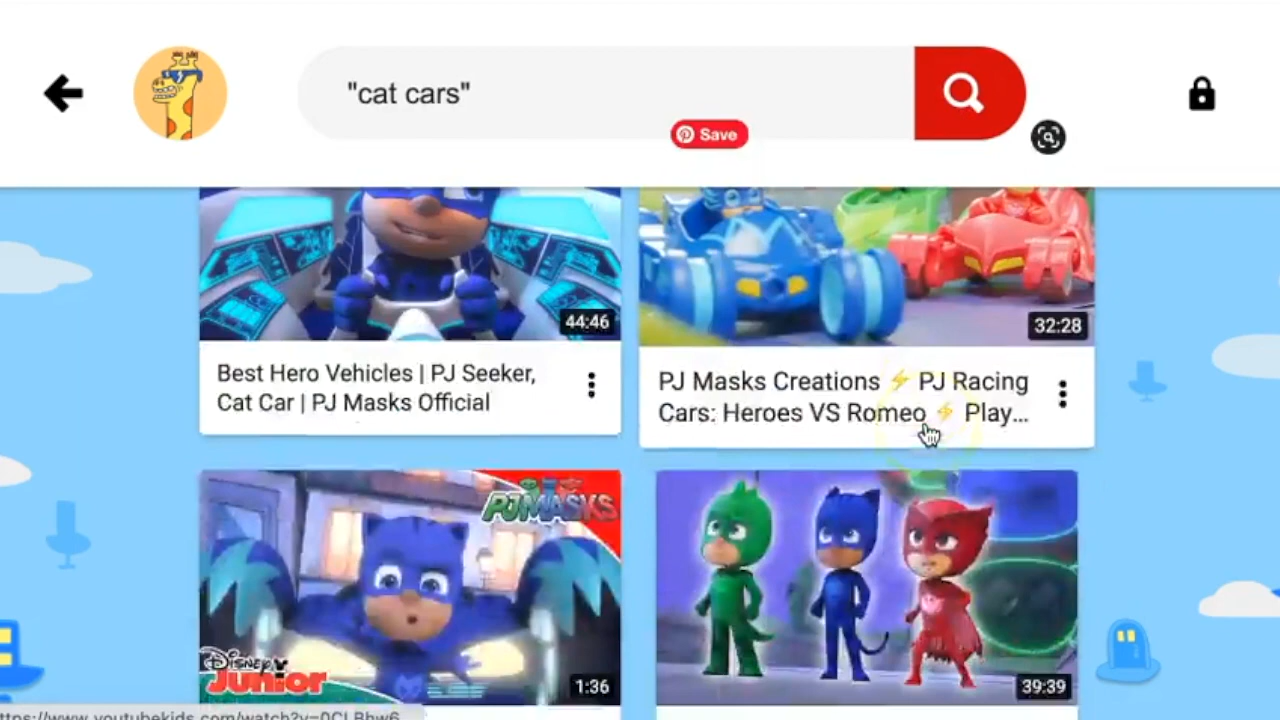 "cat cars"
Save
44:46
32:28
Best Hero Vehicles | PJ Seeker,
Cat Car | PJ Masks Official
PJ Masks Creations ⚡ PJ Racing
Cars: Heroes VS Romeo ⚡ Play...
PJMASKS
Disney
Junior
1:36
39:39